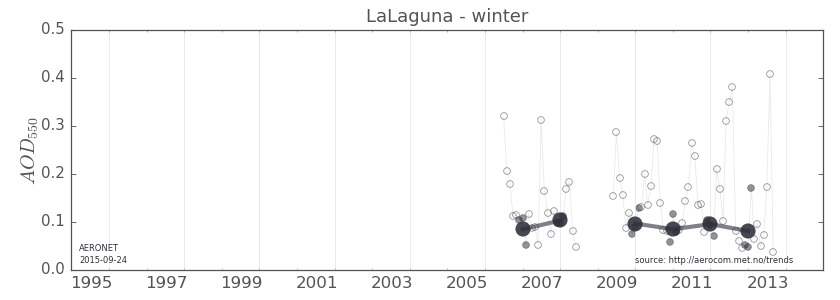 LaLaguna - winter
0.5
0.4
0.3
0.2
0.1
0.0
AOD550
AERONET
2015-09-24
source: http://aerocom.met.no/trends
1995 1997 1999 2001 2003 2005 2007 2009 2011 2013